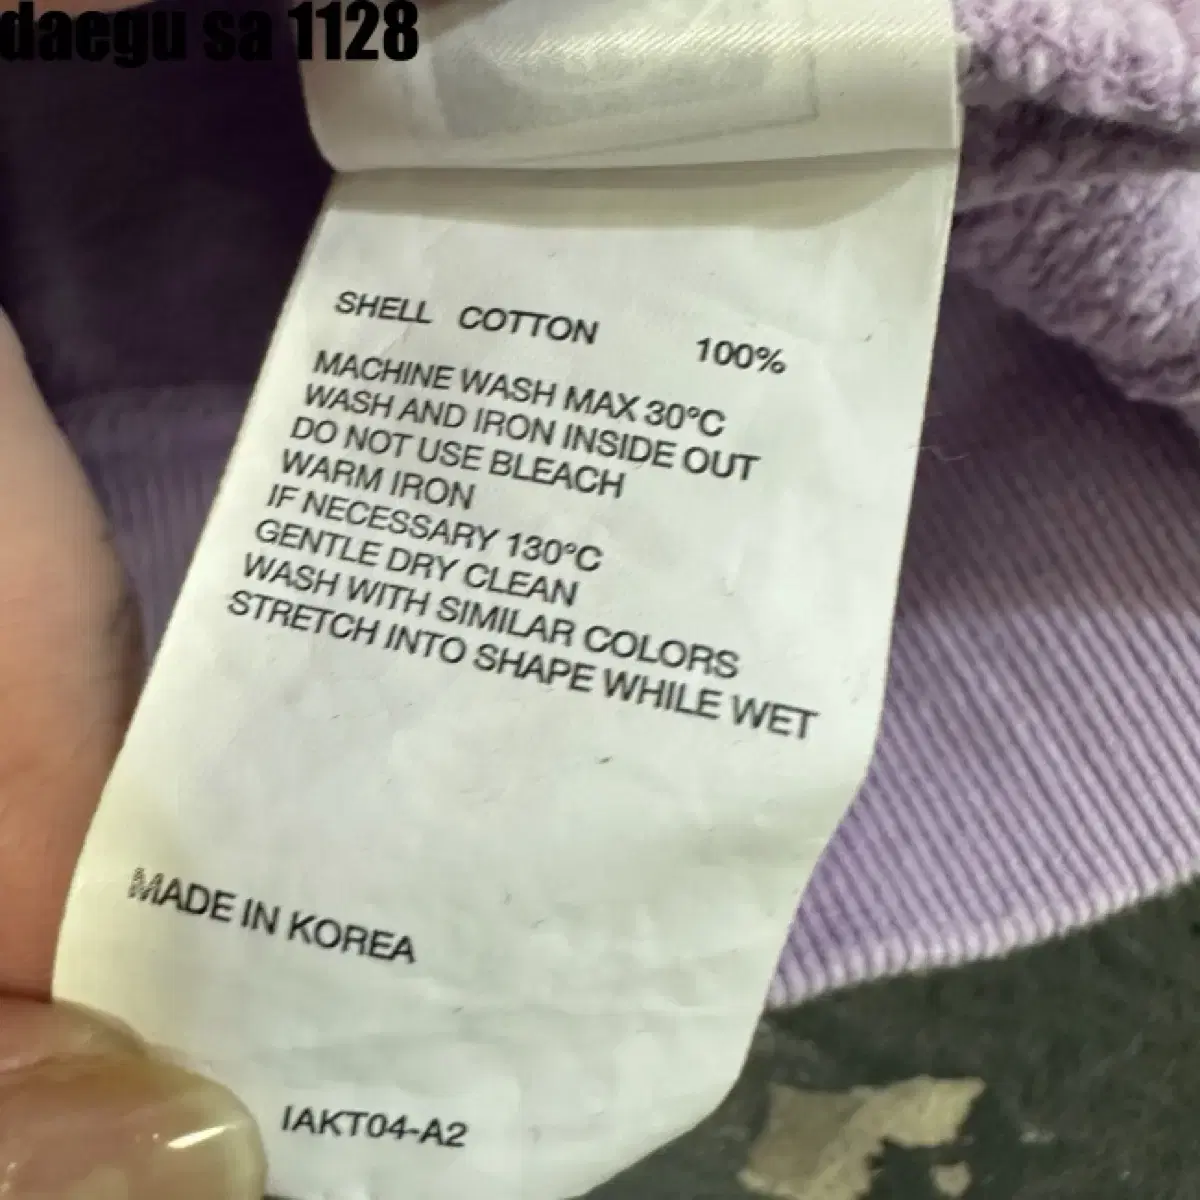 daegu sa 1128
SHELL COTTON 100%
MACHINE WASH MAX 30°C
WASH AND IRON INSIDE OUT
DO NOT USE BLEACH
WARM IRON
IF NECESSARY 130°C
GENTLE DRY CLEAN
WASH WITH SIMILAR COLORS
STRETCH INTO SHAPE WHILE WET
MADE IN KOREA
IAKT04-A2